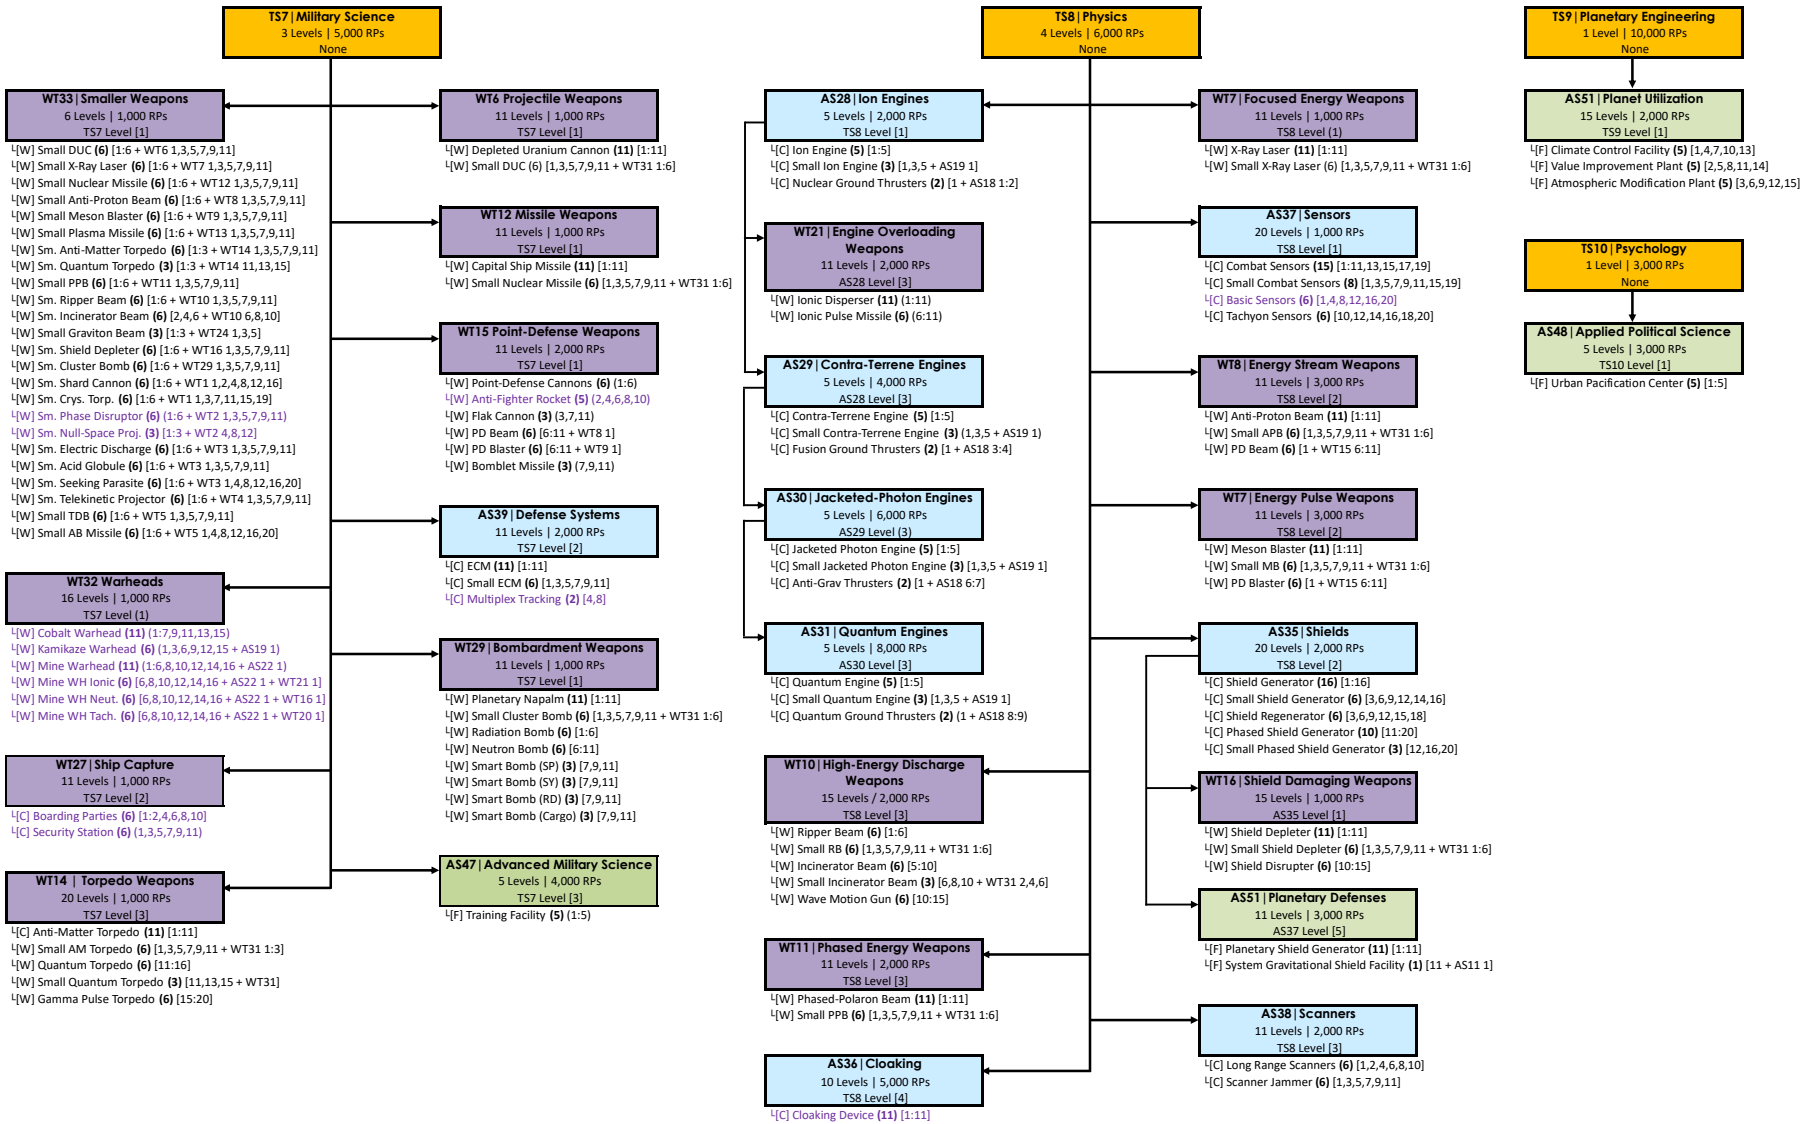 TS7|Military Science
3 Levels | 5,000 RPs
None
WT33|Smaller Weapons
6 Levels | 1,000 RPs
TS7 Level [1]
└[W] Small DUC (6) [1:6 + WT6 1,3,5,7,9,11]
└[W] Small X-Ray Laser (6) [1:6 + WT7 1,3,5,7,9,11]
└[W] Small Nuclear Missile (6) [1:6 + WT12 1,3,5,7,9,11]
└[W] Small Anti-Proton Beam (6) [1:6 + WT8 1,3,5,7,9,11]
└[W] Small Meson Blaster (6) [1:6 + WT9 1,3,5,7,9,11]
└[W] Small Plasma Missile (6) [1:6 + WT13 1,3,5,7,9,11]
└[W] Sm. Anti-Matter Torpedo (6) [1:3 + WT14 1,3,5,7,9,11]
└[W] Sm. Quantum Torpedo (3) [1:3 + WT14 11,13,15]
└[W] Small PPB (6) [1:6 + WT11 1,3,5,7,9,11]
└[W] Sm. Ripper Beam (6) [1:6 + WT10 1,3,5,7,9,11]
└[W] Sm. Incinerator Beam (6) [2,4,6 + WT10 6,8,10]
└[W] Small Graviton Beam (3) [1:3 + WT24 1,3,5]
└[W] Sm. Shield Depleter (6) [1:6 + WT16 1,3,5,7,9,11]
└[W] Sm. Cluster Bomb (6) [1:6 + WT29 1,3,5,7,9,11]
└[W] Sm. Shard Cannon (6) [1:6 + WT1 1,2,4,8,12,16]
└[W] Sm. Crys. Torp. (6) [1:6 + WT1 1,3,7,11,15,19]
└[W] Sm. Phase Disruptor (6) (1:6 + WT2 1,3,5,7,9,11)
└[W] Sm. Null-Space Proj. (3) [1:3 + WT2 4,8,12]
└[W] Sm. Electric Discharge (6) [1:6 + WT3 1,3,5,7,9,11]
└[W] Sm. Acid Globule (6) [1:6 + WT3 1,3,5,7,9,11]
└[W] Sm. Seeking Parasite (6) [1:6 + WT3 1,4,8,12,16,20]
└[W] Sm. Telekinetic Projector (6) [1:6 + WT4 1,3,5,7,9,11]
└[W] Small TDB (6) [1:6 + WT5 1,3,5,7,9,11]
└[W] Small AB Missile (6) [1:6 + WT5 1,4,8,12,16,20]
WT32 Warheads
16 Levels | 1,000 RPs
TS7 Level (1)
└[W] Cobalt Warhead (11) (1:7,9,11,13,15)
└[W] Kamikaze Warhead (6) (1,3,6,9,12,15 + AS19 1)
└[W] Mine Warhead (11) (1:6,8,10,12,14,16 + AS22 1)
└[W] Mine WH Ionic (6) [6,8,10,12,14,16 + AS22 1 + WT21 1]
└[W] Mine WH Neut. (6) [6,8,10,12,14,16 + AS22 1 + WT16 1]
└[W] Mine WH Tach. (6) [6,8,10,12,14,16 + AS22 1 + WT20 1]
WT27|Ship Capture
11 Levels | 1,000 RPs
TS7 Level [2]
└[C] Boarding Parties (6) [1:2,4,6,8,10]
└[C] Security Station (6) (1,3,5,7,9,11)
WT14 | Torpedo Weapons
20 Levels | 1,000 RPs
TS7 Level [3]
└[C] Anti-Matter Torpedo (11) [1:11]
└[W] Small AM Torpedo (6) [1,3,5,7,9,11 + WT31 1:3]
└[W] Quantum Torpedo (6) [11:16]
└[W] Small Quantum Torpedo (3) [11,13,15 + WT31]
└[W] Gamma Pulse Torpedo (6) [15:20]
WT6 Projectile Weapons
11 Levels | 1,000 RPs
TS7 Level [1]
└[W] Depleted Uranium Cannon (11) [1:11]
└[W] Small DUC (6) [1,3,5,7,9,11 + WT31 1:6]
WT12 Missile Weapons
11 Levels | 1,000 RPs
TS7 Level [1]
└[W] Capital Ship Missile (11) [1:11]
└[W] Small Nuclear Missile (6) [1,3,5,7,9,11 + WT31 1:6]
WT15 Point-Defense Weapons
11 Levels | 2,000 RPs
TS7 Level [1]
└[W] Point-Defense Cannons (6) (1:6)
└[W] Anti-Fighter Rocket (5) (2,4,6,8,10)
└[W] Flak Cannon (3) (3,7,11)
└[W] PD Beam (6) [6:11 + WT8 1]
└[W] PD Blaster (6) [6:11 + WT9 1]
└[W] Bomblet Missile (3) (7,9,11)
AS39|Defense Systems
11 Levels | 2,000 RPs
TS7 Level [2]
└[C] ECM (11) [1:11]
└[C] Small ECM (6) [1,3,5,7,9,11]
└[C] Multiplex Tracking (2) [4,8]
WT29|Bombardment Weapons
11 Levels | 1,000 RPs
TS7 Level [1]
└[W] Planetary Napalm (11) [1:11]
└[W] Small Cluster Bomb (6) [1,3,5,7,9,11 + WT31 1:6]
└[W] Radiation Bomb (6) [1:6]
└[W] Neutron Bomb (6) [6:11]
└[W] Smart Bomb (SP) (3) [7,9,11]
└[W] Smart Bomb (SY) (3) [7,9,11]
└[W] Smart Bomb (RD) (3) [7,9,11]
└[W] Smart Bomb (Cargo) (3) [7,9,11]
AS47|Advanced Military Science
5 Levels | 4,000 RPs
TS7 Level [3]
└[F] Training Facility (5) (1:5)
TS8|Physics
4 Levels | 6,000 RPs
None
AS28|Ion Engines
5 Levels | 2,000 RPs
TS8 Level [1]
└[C] Ion Engine (5) [1:5]
└[C] Small Ion Engine (3) [1,3,5 + AS19 1]
└[C] Nuclear Ground Thrusters (2) [1 + AS18 1:2]
WT21|Engine Overloading
Weapons
11 Levels | 2,000 RPs
AS28 Level [3]
└[W] Ionic Disperser (11) (1:11)
└[W] Ionic Pulse Missile (6) (6:11)
AS29|Contra-Terrene Engines
5 Levels | 4,000 RPs
AS28 Level [3]
└[C] Contra-Terrene Engine (5) [1:5]
└[C] Small Contra-Terrene Engine (3) (1,3,5 + AS19 1)
└[C] Fusion Ground Thrusters (2) [1 + AS18 3:4]
AS30|Jacketed-Photon Engines
5 Levels | 6,000 RPs
AS29 Level (3)
└[C] Jacketed Photon Engine (5) [1:5]
└[C] Small Jacketed Photon Engine (3) [1,3,5 + AS19 1]
└[C] Anti-Grav Thrusters (2) [1 + AS18 6:7]
AS31|Quantum Engines
5 Levels | 8,000 RPs
AS30 Level [3]
└[C] Quantum Engine (5) [1:5]
└[C] Small Quantum Engine (3) [1,3,5 + AS19 1]
└[C] Quantum Ground Thrusters (2) (1 + AS18 8:9)
WT10|High-Energy Discharge
Weapons
15 Levels / 2,000 RPs
TS8 Level [3]
└[W] Ripper Beam (6) [1:6]
└[W] Small RB (6) [1,3,5,7,9,11 + WT31 1:6]
└[W] Incinerator Beam (6) [5:10]
└[W] Small Incinerator Beam (3) [6,8,10 + WT31 2,4,6]
└[W] Wave Motion Gun (6) [10:15]
WT11|Phased Energy Weapons
11 Levels | 2,000 RPs
TS8 Level [3]
└[W] Phased-Polaron Beam (11) [1:11]
└[W] Small PPB (6) [1,3,5,7,9,11 + WT31 1:6]
AS36|Cloaking
10 Levels | 5,000 RPs
TS8 Level [4]
└[C] Cloaking Device (11) [1:11]
WT7|Focused Energy Weapons
11 Levels | 1,000 RPs
TS8 Level (1)
└[W] X-Ray Laser (11) [1:11]
└[W] Small X-Ray Laser (6) [1,3,5,7,9,11 + WT31 1:6]
AS37|Sensors
20 Levels | 1,000 RPs
TS8 Level [1]
└[C] Combat Sensors (15) [1:11,13,15,17,19]
└[C] Small Combat Sensors (8) [1,3,5,7,9,11,15,19]
└[C] Basic Sensors (6) [1,4,8,12,16,20]
└[C] Tachyon Sensors (6) [10,12,14,16,18,20]
WT8|Energy Stream Weapons
11 Levels | 3,000 RPs
TS8 Level [2]
└[W] Anti-Proton Beam (11) [1:11]
└[W] Small APB (6) [1,3,5,7,9,11 + WT31 1:6]
└[W] PD Beam (6) [1 + WT15 6:11]
WT7|Energy Pulse Weapons
11 Levels | 3,000 RPs
TS8 Level [2]
└[W] Meson Blaster (11) [1:11]
└[W] Small MB (6) [1,3,5,7,9,11 + WT31 1:6]
└[W] PD Blaster (6) [1 + WT15 6:11]
AS35|Shields
20 Levels | 2,000 RPs
TS8 Level [2]
└[C] Shield Generator (16) [1:16]
└[C] Small Shield Generator (6) [3,6,9,12,14,16]
└[C] Shield Regenerator (6) [3,6,9,12,15,18]
└[C] Phased Shield Generator (10) [11:20]
└[C] Small Phased Shield Generator (3) [12,16,20]
WT16|Shield Damaging Weapons
15 Levels | 1,000 RPs
AS35 Level [1]
└[W] Shield Depleter (11) [1:11]
└[W] Small Shield Depleter (6) [1,3,5,7,9,11 + WT31 1:6]
└[W] Shield Disrupter (6) [10:15]
AS51|Planetary Defenses
11 Levels | 3,000 RPs
AS37 Level [5]
└[F] Planetary Shield Generator (11) [1:11]
└[F] System Gravitational Shield Facility (1) [11 + AS11 1]
AS38|Scanners
11 Levels | 2,000 RPs
TS8 Level [3]
└[C] Long Range Scanners (6) [1,2,4,6,8,10]
└[C] Scanner Jammer (6) [1,3,5,7,9,11]
TS9|Planetary Engineering
1 Level | 10,000 RPs
None
AS51|Planet Utilization
15 Levels | 2,000 RPs
TS9 Level [1]
└[F] Climate Control Facility (5) [1,4,7,10,13]
└[F] Value Improvement Plant (5) [2,5,8,11,14]
└[F] Atmospheric Modification Plant (5) [3,6,9,12,15]
TS10|Psychology
1 Level | 3,000 RPs
None
AS48|Applied Political Science
5 Levels | 3,000 RPs
TS10 Level [1]
└[F] Urban Pacification Center (5) [1:5]